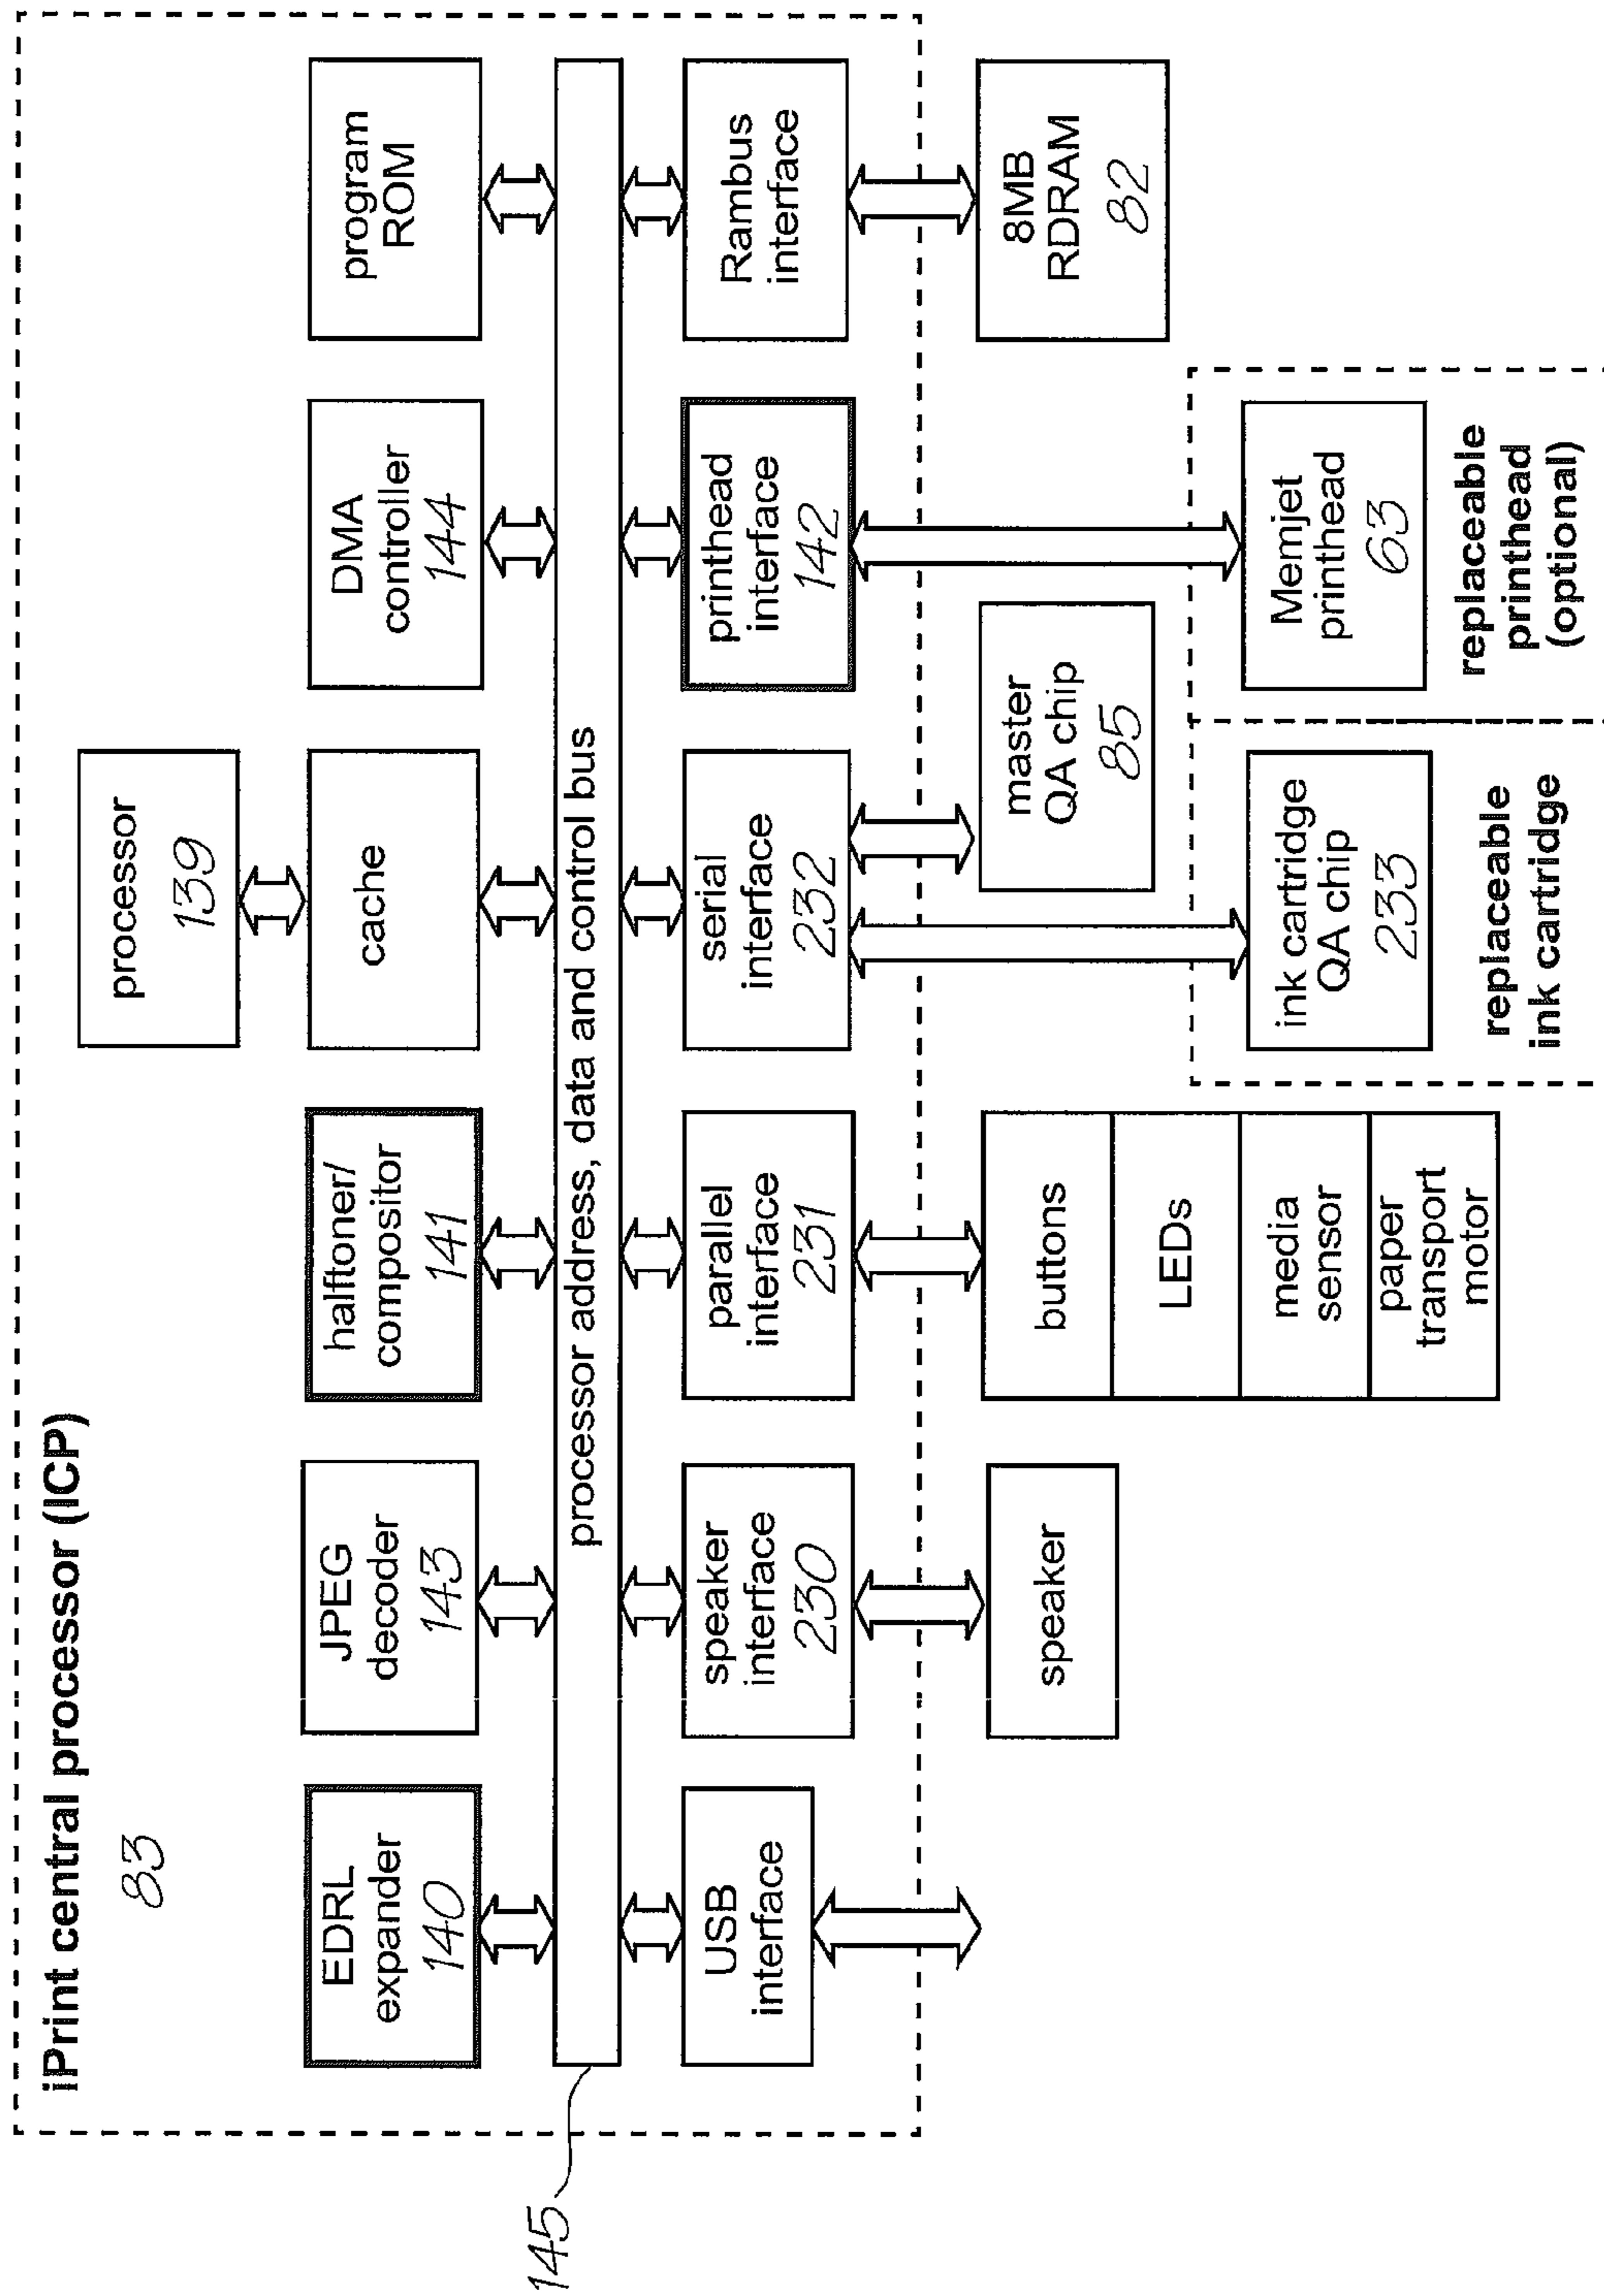 iPrint central processor (ICP)
83
processor
139
EDRL
expander
140
JPEG
decoder
143
halftoner/
compositor
141
cache
DMA
controller
144
program
ROM
145
processor address, data and control bus
USB
interface
speaker
interface
230
parallel
interface
231
serial
interface
232
printhead
interface
142
Rambus
interface
speaker
buttons
LEDs
media
sensor
paper
transport
motor
master
QA chip
85
8MB
RDRAM
82
ink cartridge
QA chip
233
replaceable
ink cartridge
Memjet
printhead
63
replaceable
printhead
(optional)